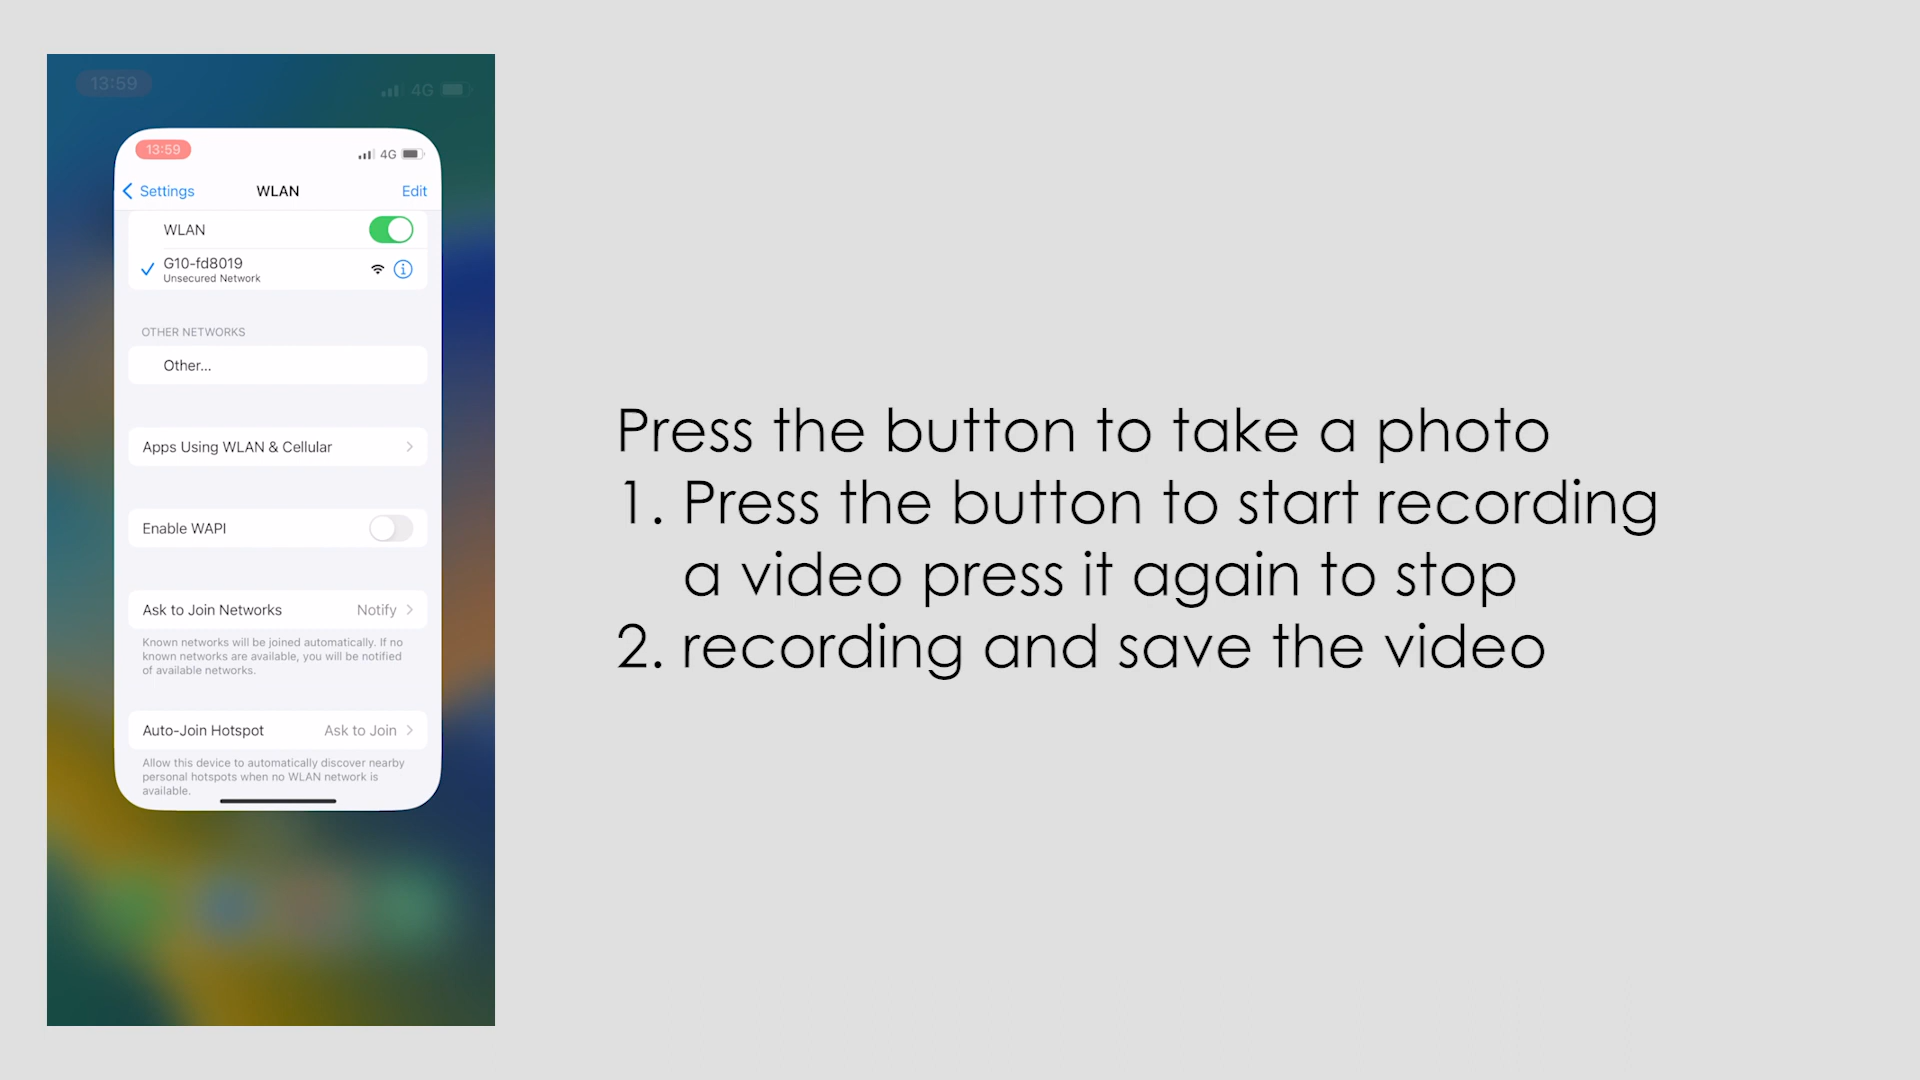 13:59
4G
13:59
4G
Settings
WLAN
Edit
WLAN
G10-fd8019
Unsecured Network
OTHER NETWORKS
Other...
Apps Using WLAN & Cellular
Enable WAPI
Ask to Join Networks
Notify
Known networks will be joined automatically. If no
known networks are available, you will be notified
of available networks.
Auto-Join Hotspot
Ask to Join
Allow this device to automatically discover nearby
personal hotspots when no WLAN network is
available.
Press the button to take a photo
1. Press the button to start recording
a video press it again to stop
2. recording and save the video